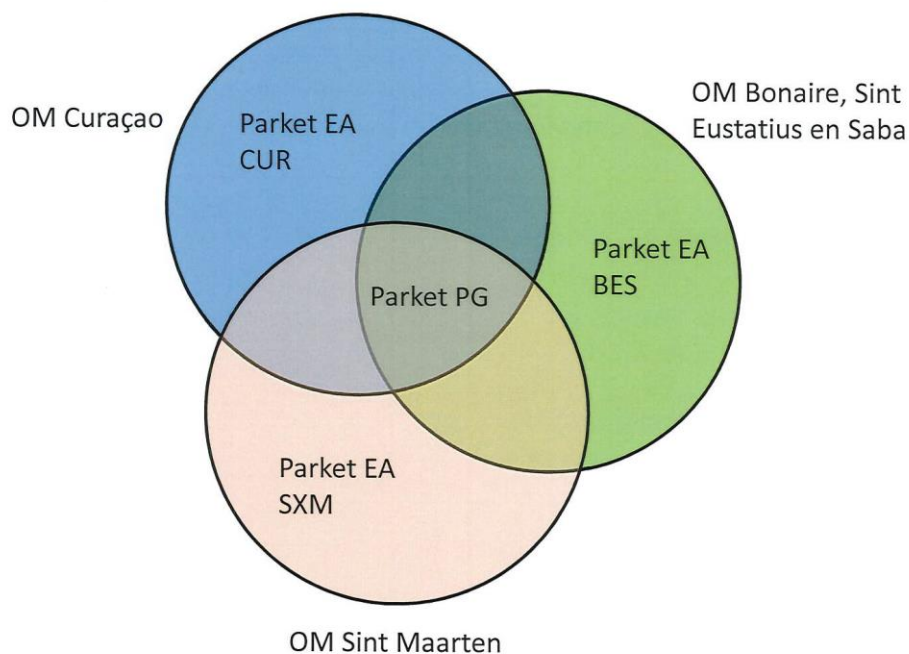 OM Curaçao
Parket EA
CUR
OM Bonaire, Sint
Eustatius en Saba
Parket EA
BES
Parket PG
Parket EA
SXM
OM Sint Maarten